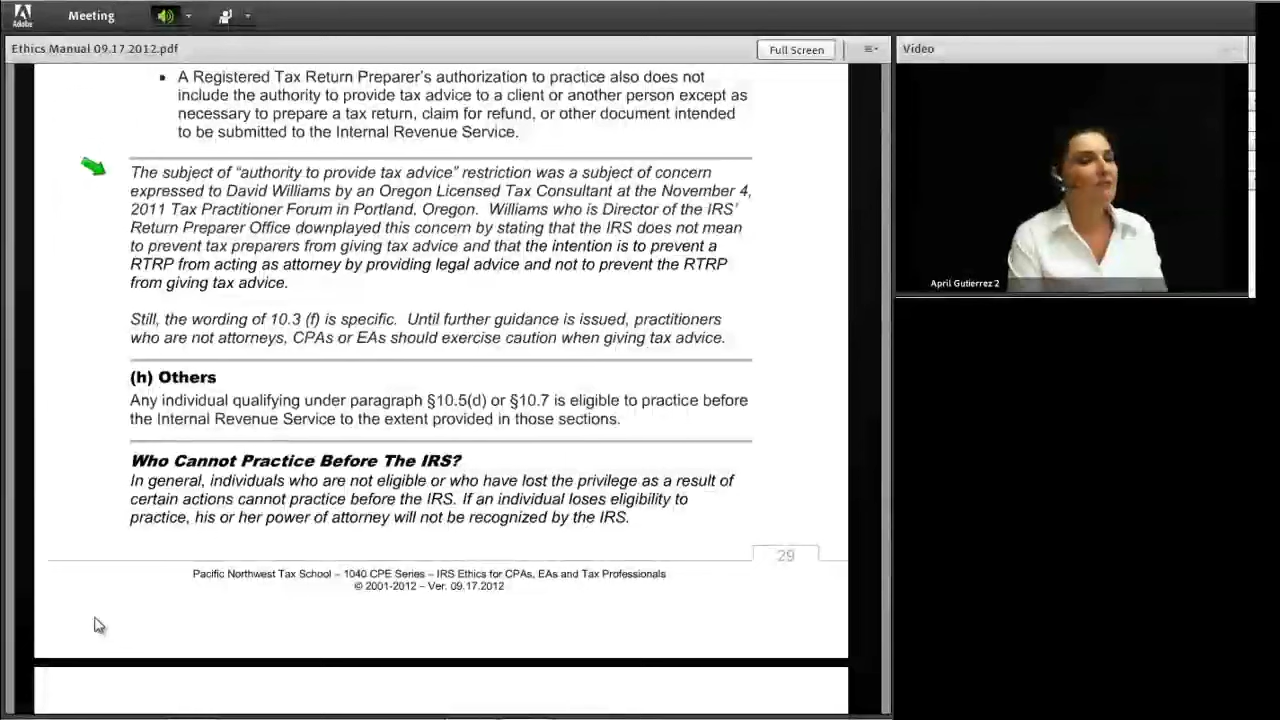 Adobe
Meeting
Ethics Manual 09.17.2012.pdf
Full Screen
Video
A Registered Tax Return Preparer's authorization to practice also does not
include the authority to provide tax advice to a client or another person except as
necessary to prepare a tax return, claim for refund, or other document intended
to be submitted to the Internal Revenue Service.
The subject of "authority to provide tax advice" restriction was a subject of concern
expressed to David Williams by an Oregon Licensed Tax Consultant at the November 4,
2011 Tax Practitioner Forum in Portland, Oregon. Williams who is Director of the IRS'
Return Preparer Office downplayed this concern by stating that the IRS does not mean
to prevent tax preparers from giving tax advice and that the intention is to prevent a
RTRP from acting as attorney by providing legal advice and not to prevent the RTRP
from giving tax advice.
Still, the wording of 10.3 (f) is specific. Until further guidance is issued, practitioners
who are not attorneys, CPAs or EAs should exercise caution when giving tax advice.
(h) Others
Any individual qualifying under paragraph §10.5(d) or §10.7 is eligible to practice before
the Internal Revenue Service to the extent provided in those sections.
Who Cannot Practice Before The IRS?
In general, individuals who are not eligible or who have lost the privilege as a result of
certain actions cannot practice before the IRS. If an individual loses eligibility to
practice, his or her power of attorney will not be recognized by the IRS.
29
Pacific Northwest Tax School – 1040 CPE Series – IRS Ethics for CPAs, EAs and Tax Professionals
© 2001-2012 – Ver. 09.17.2012
April Gutierrez 2